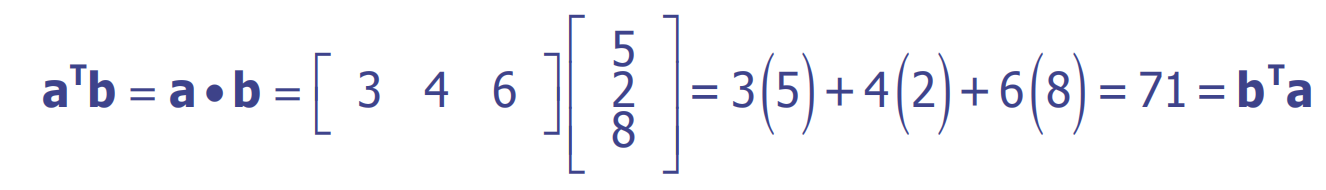 aᵀb = a • b = [ 3 4 6 ] [ 5 2 8 ] = 3(5) + 4(2) + 6(8) = 71 = bᵀa